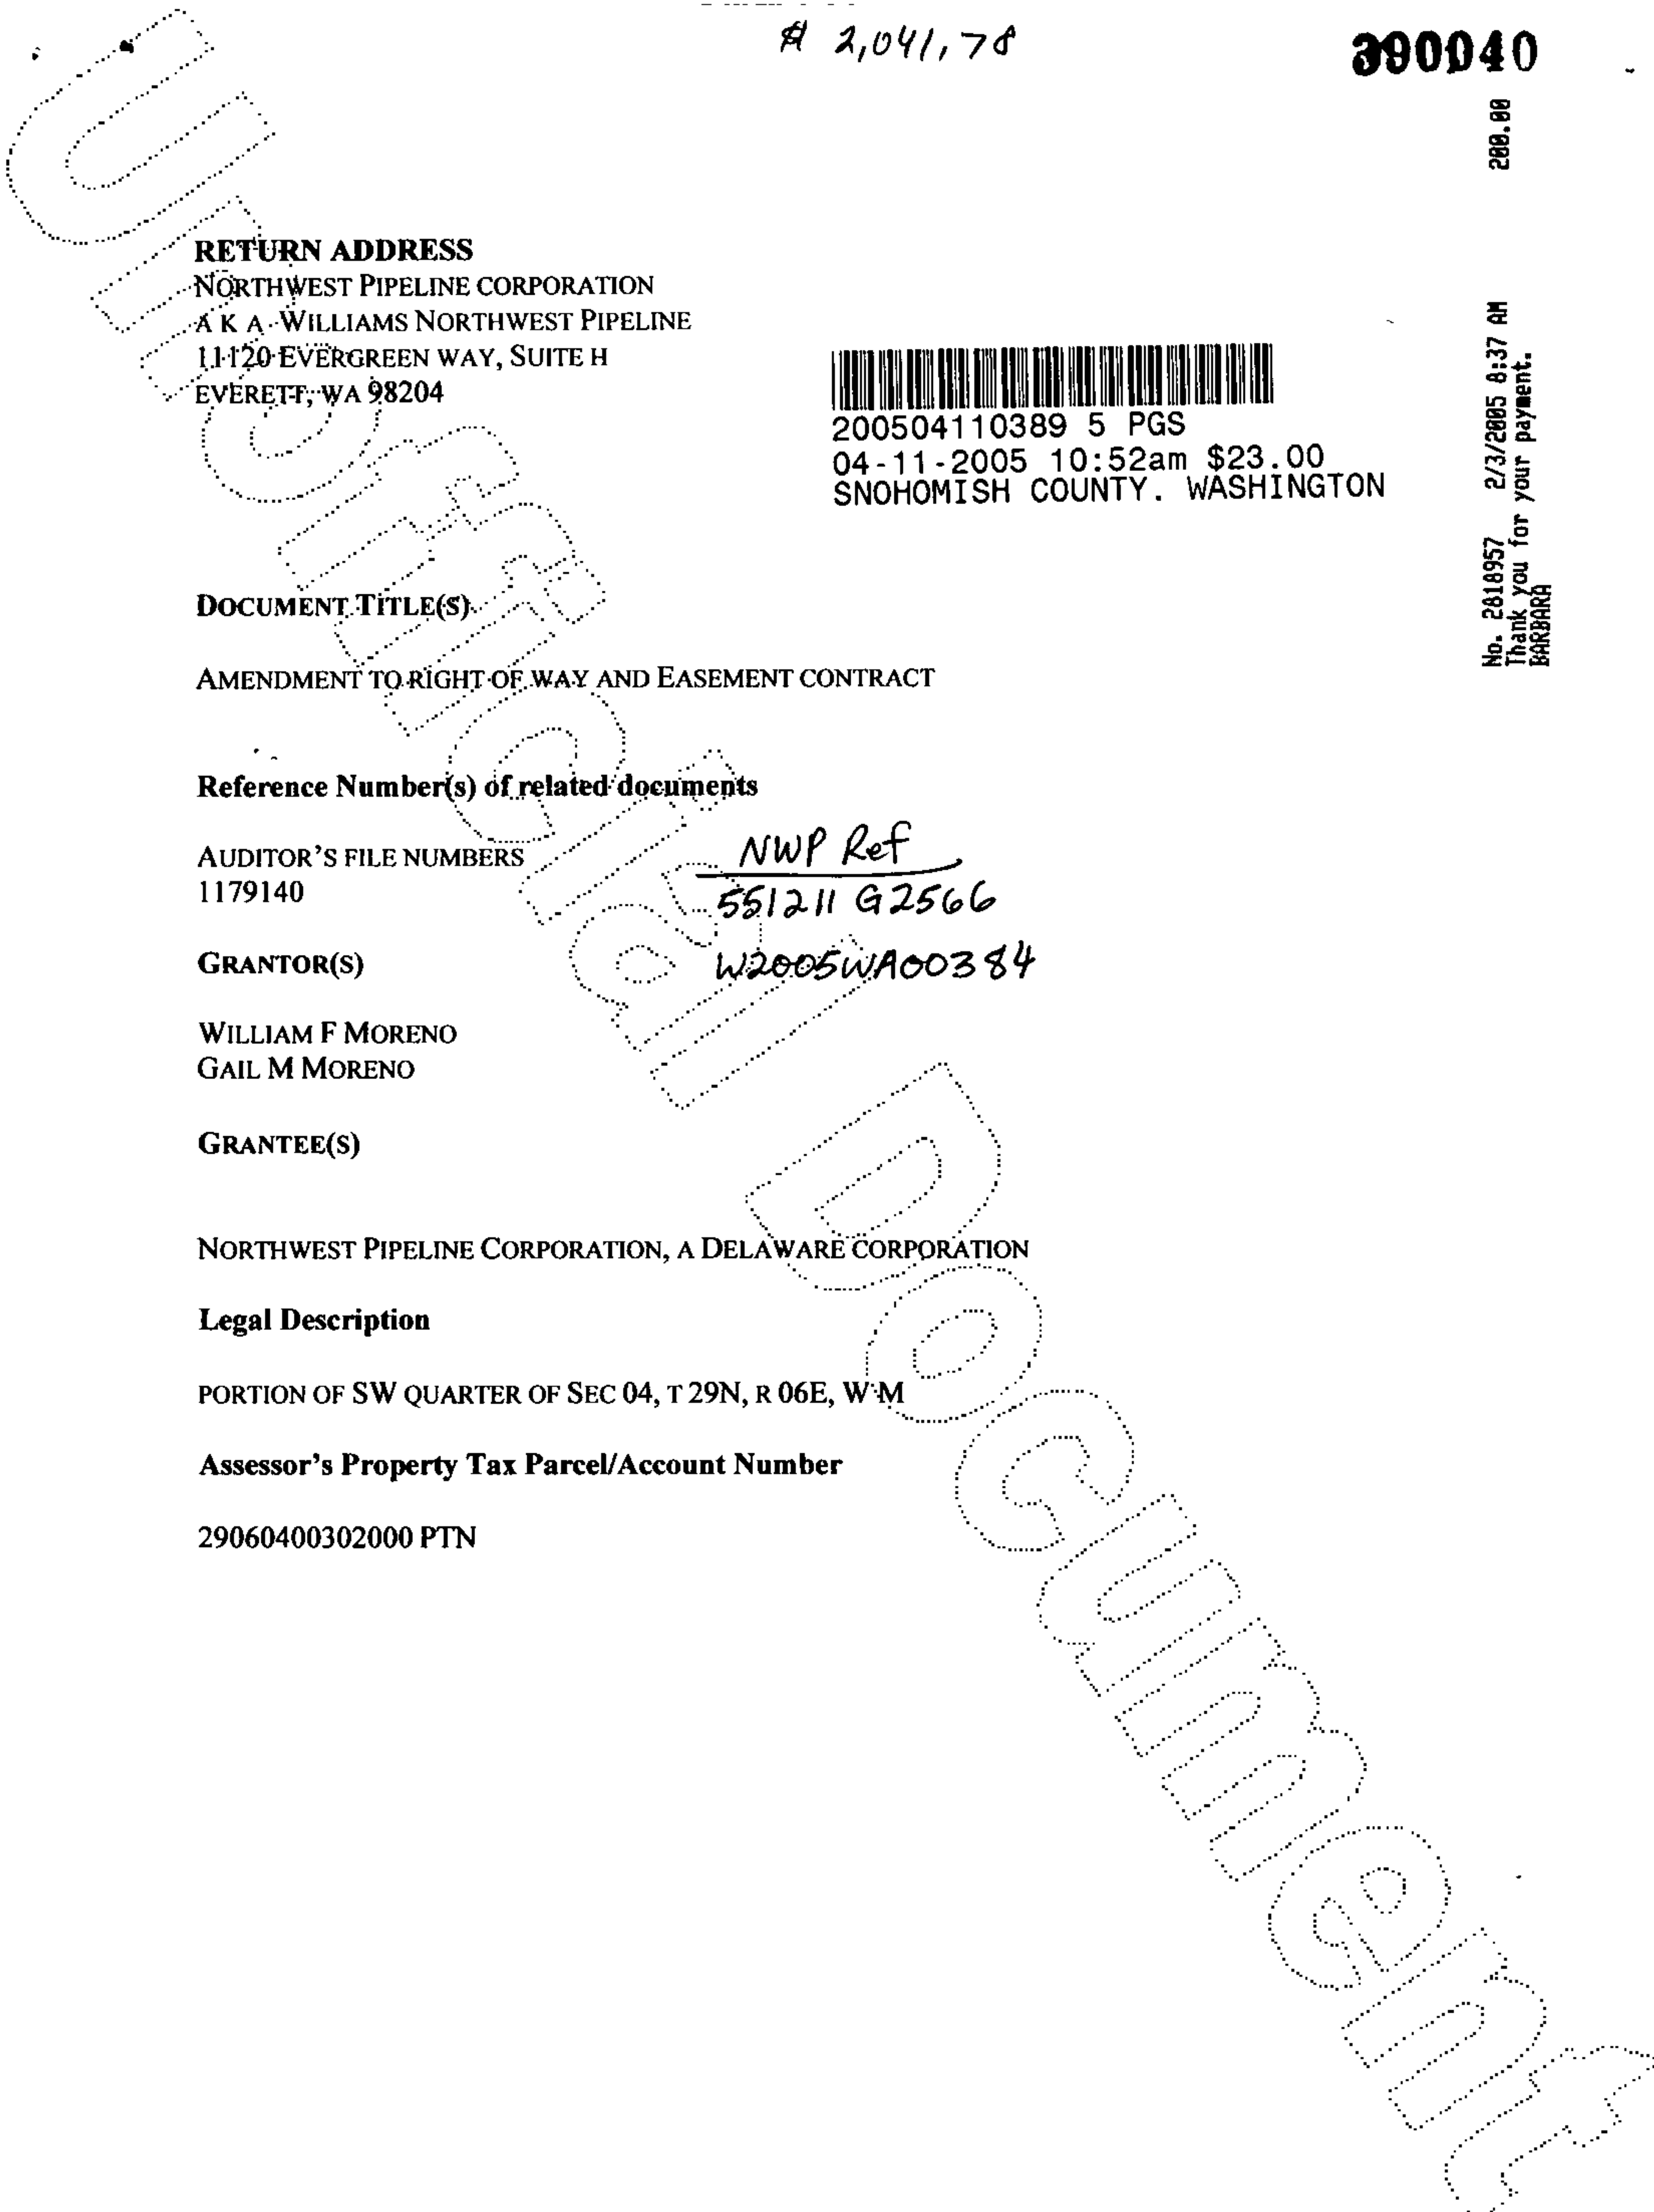 $ 2,041.78
390040
200.00
No. 2818957 2/3/2005 8:37 AM
Thank you for your payment.
BARBARA
RETURN ADDRESS
NORTHWEST PIPELINE CORPORATION
A K A WILLIAMS NORTHWEST PIPELINE
11120 EVERGREEN WAY, SUITE H
EVERETT, WA 98204
200504110389 5 PGS
04-11-2005 10:52am $23.00
SNOHOMISH COUNTY. WASHINGTON
DOCUMENT TITLE(S)
AMENDMENT TO RIGHT OF WAY AND EASEMENT CONTRACT
Reference Number(s) of related documents
AUDITOR'S FILE NUMBERS
1179140
NWP Ref
551211 G2566
W2005WA00384
GRANTOR(S)
WILLIAM F MORENO
GAIL M MORENO
GRANTEE(S)
NORTHWEST PIPELINE CORPORATION, A DELAWARE CORPORATION
Legal Description
PORTION OF SW QUARTER OF SEC 04, T 29N, R 06E, W M
Assessor's Property Tax Parcel/Account Number
29060400302000 PTN
Unofficial Document